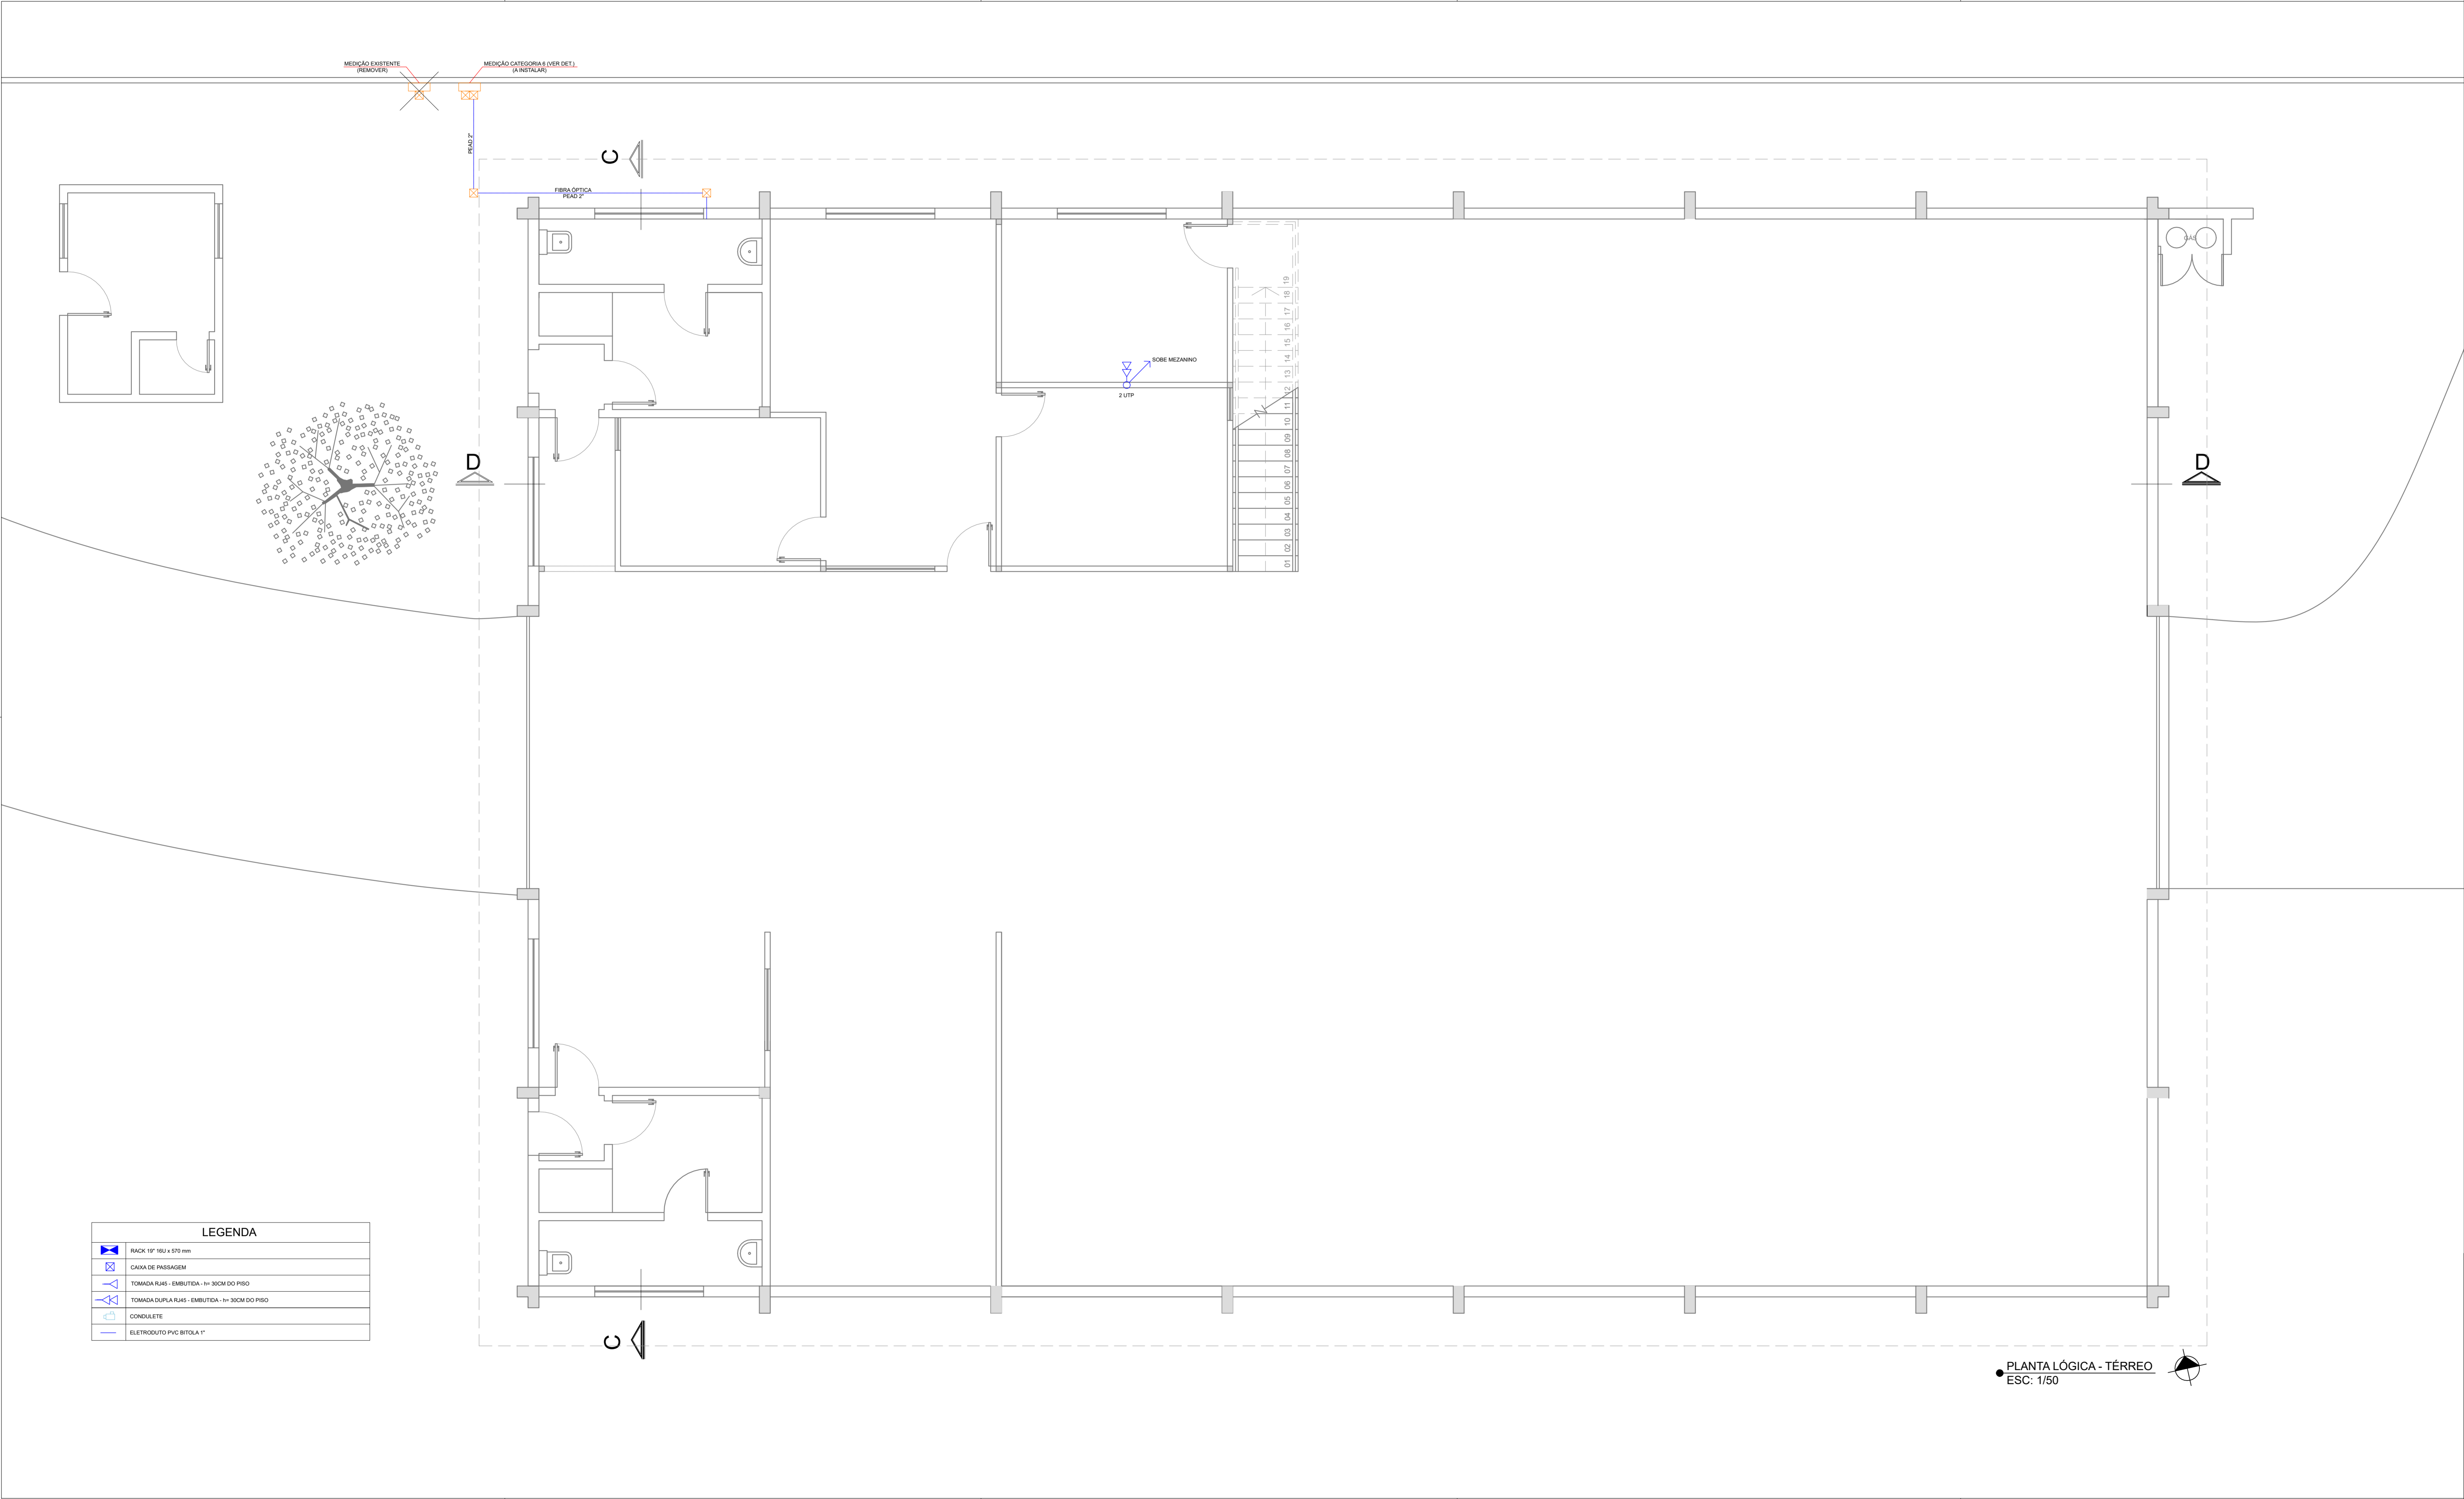 MEDIÇÃO EXISTENTE
(REMOVER)
MEDIÇÃO CATEGORIA 6 (VER DET.)
(A INSTALAR)
PEAD 2"
C
FIBRA ÓPTICA
PEAD 2"
GÁS
SOBE MEZANINO
2 UTP
19
18
17
16
15
14
13
12
11
10
09
08
07
06
05
04
03
02
01
D
D
LEGENDA
RACK 19" 16U x 570 mm
CAIXA DE PASSAGEM
TOMADA RJ45 - EMBUTIDA - h= 30CM DO PISO
TOMADA DUPLA RJ45 - EMBUTIDA - h= 30CM DO PISO
CONDULETE
ELETRODUTO PVC BITOLA 1"
C
PLANTA LÓGICA - TÉRREO
ESC: 1/50